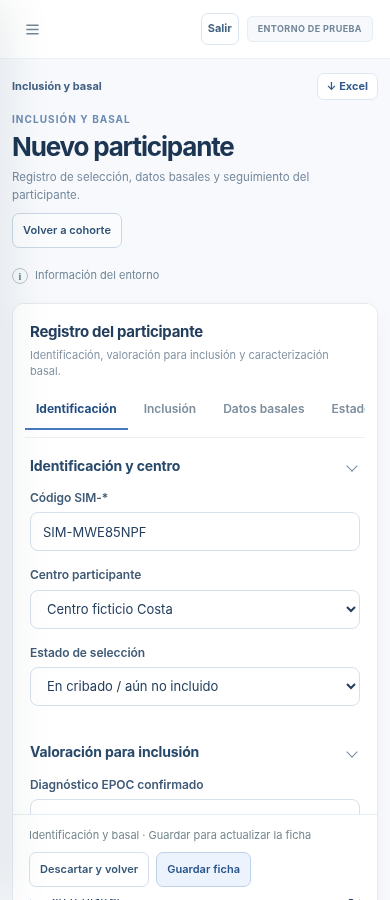 Salir
ENTORNO DE PRUEBA
Inclusión y basal
↓ Excel
INCLUSIÓN Y BASAL
Nuevo participante
Registro de selección, datos basales y seguimiento del
participante.
Volver a cohorte
i Información del entorno
Registro del participante
Identificación, valoración para inclusión y caracterización
basal.
Identificación Inclusión Datos basales Estad
Identificación y centro
Código SIM-*
SIM-MWE85NPF
Centro participante
Centro ficticio Costa
Estado de selección
En cribado / aún no incluido
Valoración para inclusión
Diagnóstico EPOC confirmado
Identificación y basal · Guardar para actualizar la ficha
Descartar y volver
Guardar ficha